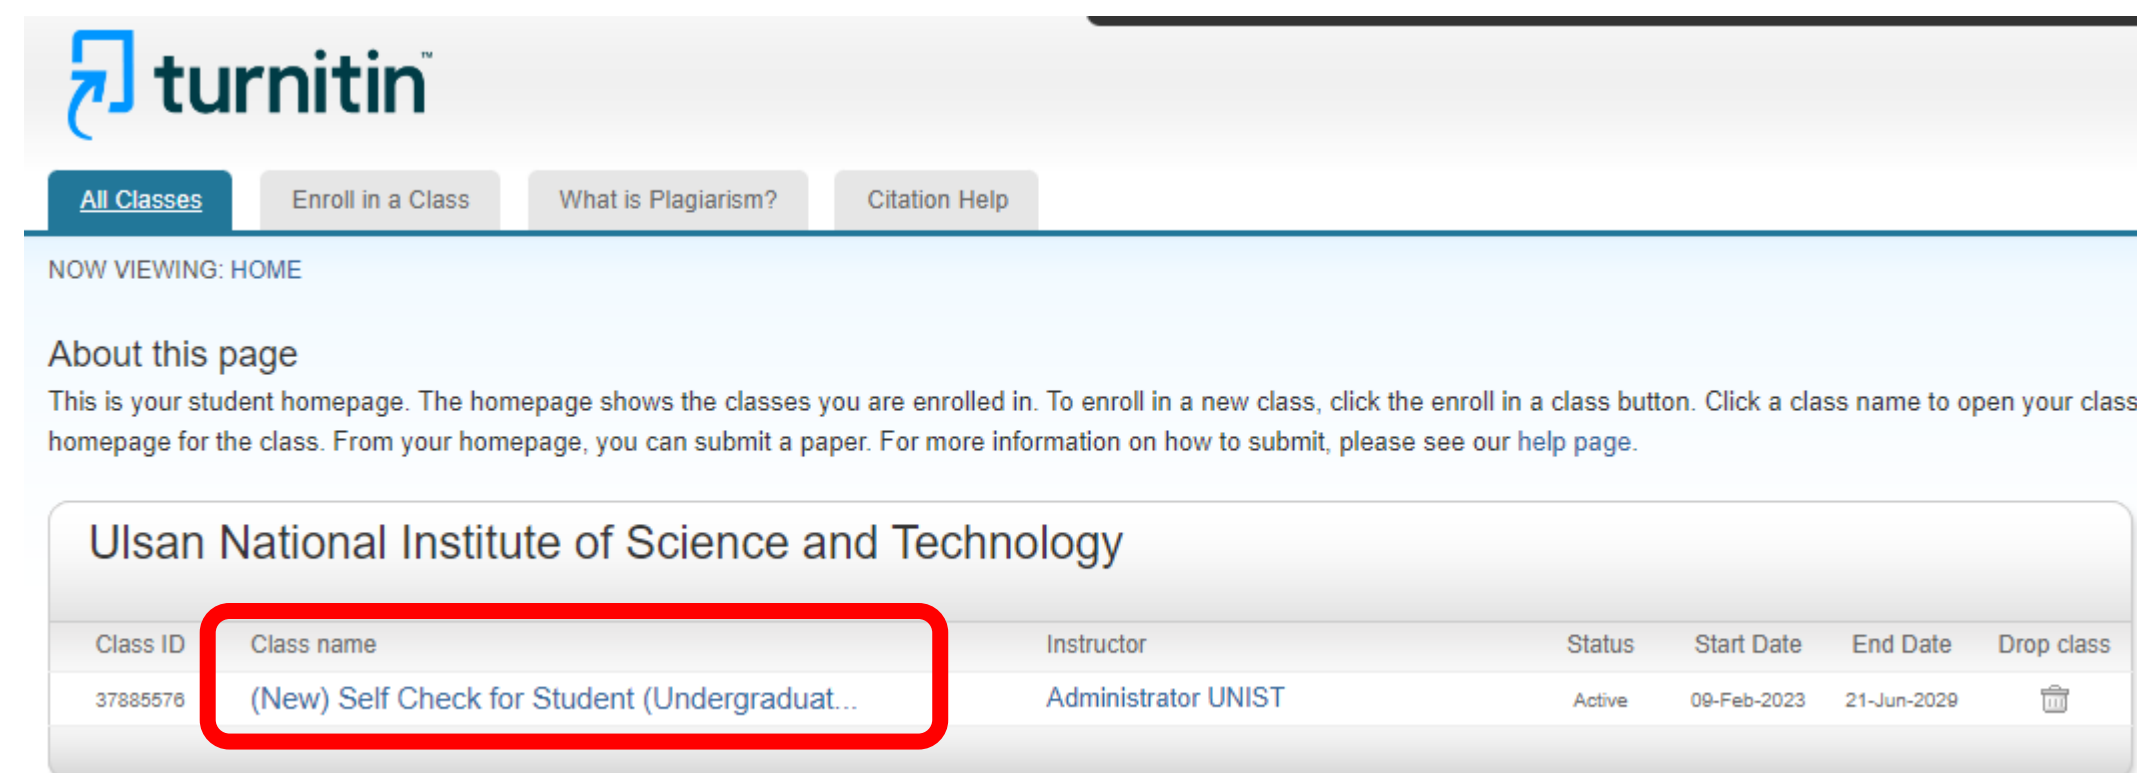 turnitin™
All Classes Enroll in a Class What is Plagiarism? Citation Help
NOW VIEWING: HOME
About this page
This is your student homepage. The homepage shows the classes you are enrolled in. To enroll in a new class, click the enroll in a class button. Click a class name to open your class
homepage for the class. From your homepage, you can submit a paper. For more information on how to submit, please see our help page.
Ulsan National Institute of Science and Technology
Class ID Class name Instructor Status Start Date End Date Drop class
37885576 (New) Self Check for Student (Undergraduat... Administrator UNIST Active 09-Feb-2023 21-Jun-2029